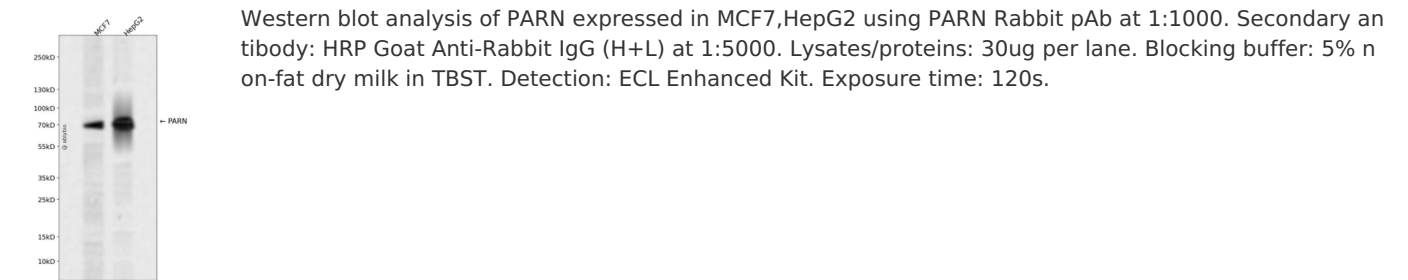 MCF7
HepG2
Western blot analysis of PARN expressed in MCF7,HepG2 using PARN Rabbit pAb at 1:1000. Secondary an
tibody: HRP Goat Anti-Rabbit IgG (H+L) at 1:5000. Lysates/proteins: 30ug per lane. Blocking buffer: 5% n
on-fat dry milk in TBST. Detection: ECL Enhanced Kit. Exposure time: 120s.
250kD
130kD
100kD
70kD
← PARN
55kD
35kD
25kD
15kD
10kD